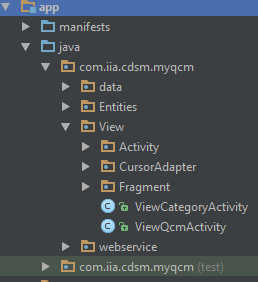 app
manifests
java
com.iia.cdsm.myqcm
data
Entities
View
Activity
CursorAdapter
Fragment
ViewCategoryActivity
ViewQcmActivity
webservice
com.iia.cdsm.myqcm (test)